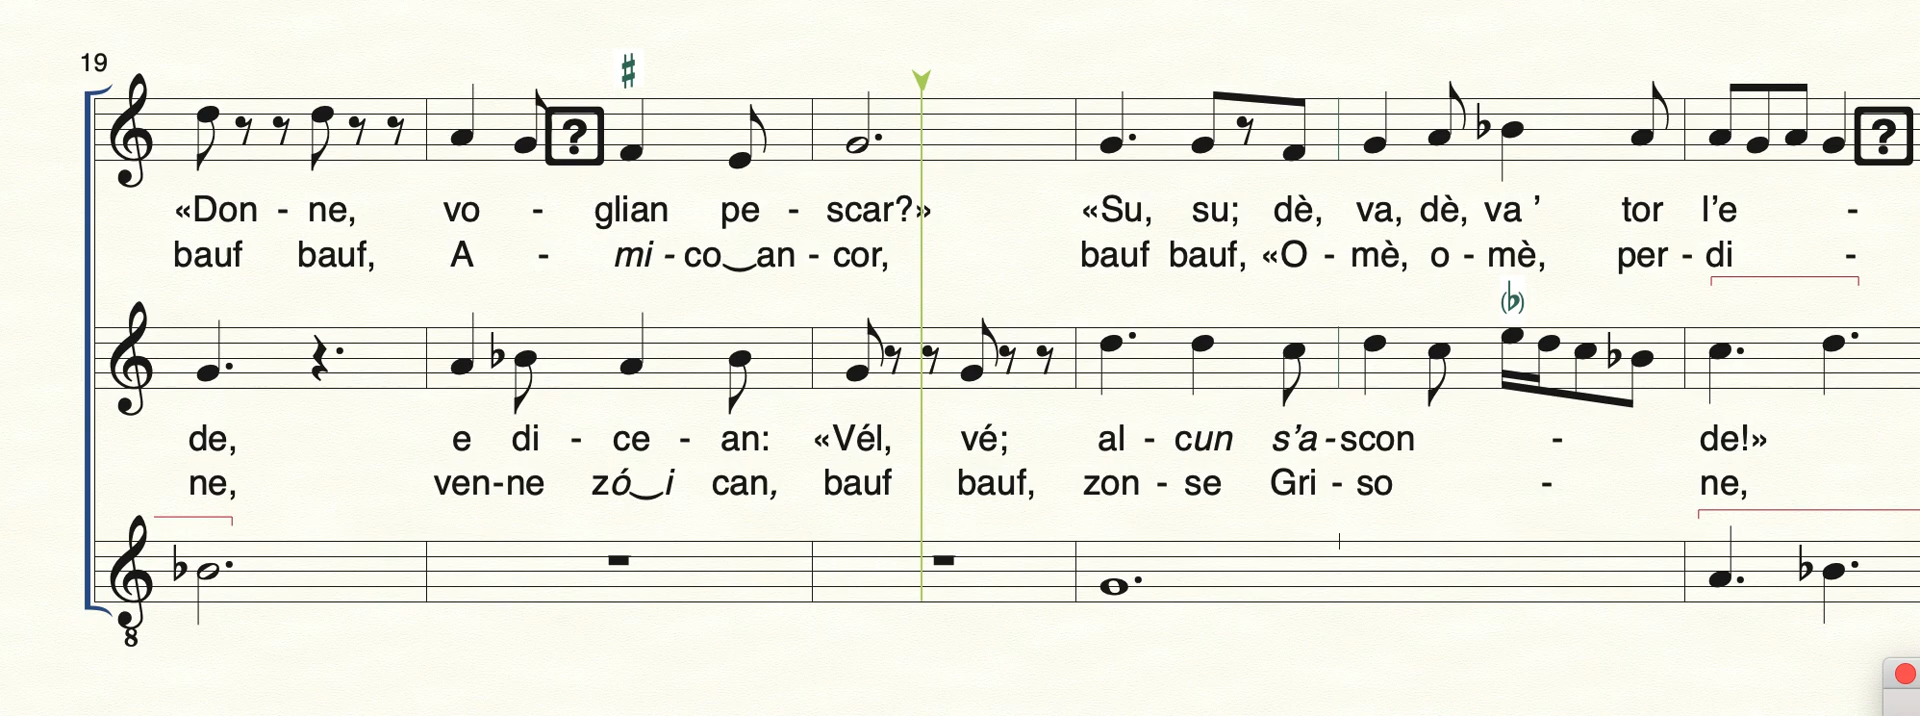 19
«Don - ne, vo - glian pe - scar?» «Su, su; dè, va, dè, va ’ tor l’e -
bauf bauf, A - mi - co‿an - cor, bauf bauf, «O - mè, o - mè, per - di -
de, e di - ce - an: «Vél, vé; al - cun s’a - scon - de!»
ne, ven-ne zó‿i can, bauf bauf, zon - se Gri - so - ne,
8